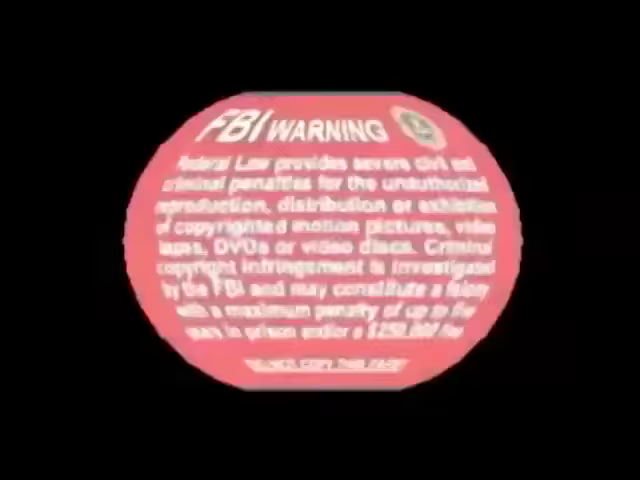 FBI WARNING
Federal Law provides severe civil and
criminal penalties for the unauthorized
reproduction, distribution or exhibition
of copyrighted motion pictures, video
tapes, DVDs or video discs. Criminal
copyright infringement is investigated
by the FBI and may constitute a felony
with a maximum penalty of up to five
years in prison and/or a $250,000 fine